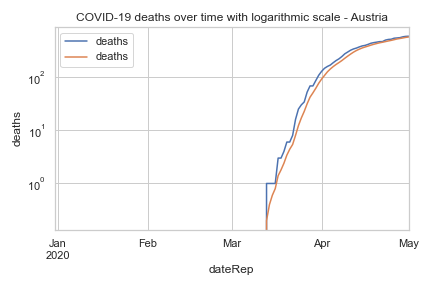 COVID-19 deaths over time with logarithmic scale - Austria
deaths
deaths
deaths
10²
10¹
10⁰
Jan Feb Mar Apr May
2020
dateRep